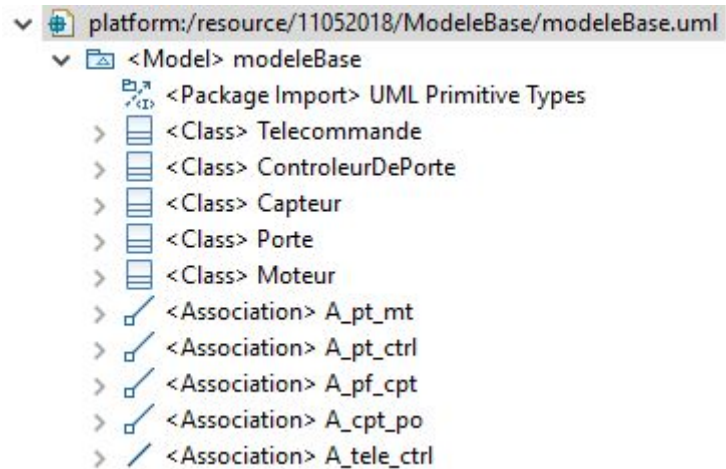 platform:/resource/11052018/ModeleBase/modeleBase.uml
<Model> modeleBase
<Package Import> UML Primitive Types
<Class> Telecommande
<Class> ControleurDePorte
<Class> Capteur
<Class> Porte
<Class> Moteur
<Association> A_pt_mt
<Association> A_pt_ctrl
<Association> A_pf_cpt
<Association> A_cpt_po
<Association> A_tele_ctrl